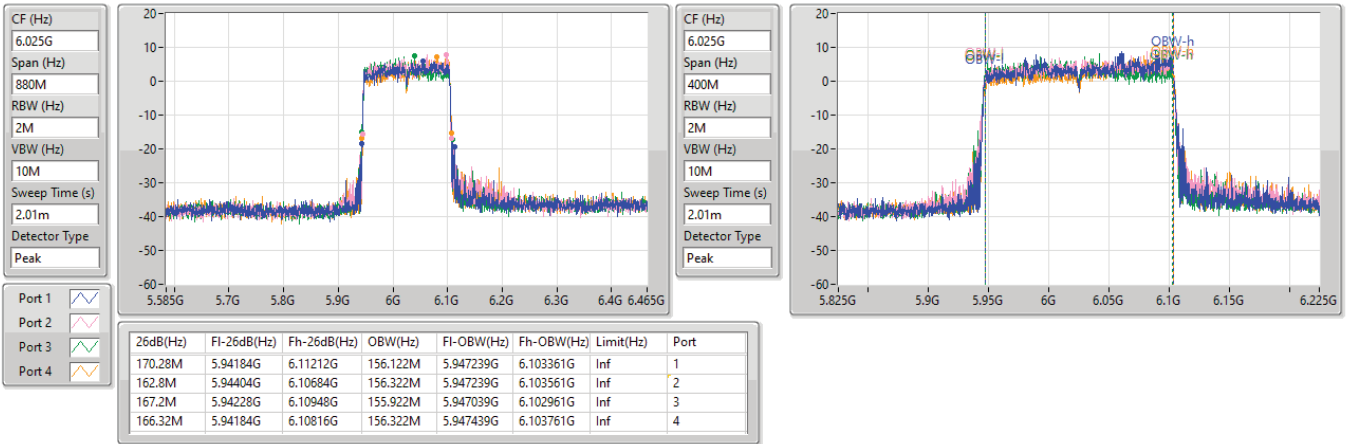 CF (Hz)
6.025G
Span (Hz)
880M
RBW (Hz)
2M
VBW (Hz)
10M
Sweep Time (s)
2.01m
Detector Type
Peak
Port 1
Port 2
Port 3
Port 4
20
10
0
-10
-20
-30
-40
-50
-60
5.585G 5.7G 5.8G 5.9G 6G 6.1G 6.2G 6.3G 6.4G 6.465G
CF (Hz)
6.025G
Span (Hz)
400M
RBW (Hz)
2M
VBW (Hz)
10M
Sweep Time (s)
2.01m
Detector Type
Peak
20
10
0
-10
-20
-30
-40
-50
-60
OBW-l
OBW-h
OBW-h
5.825G 5.9G 5.95G 6G 6.05G 6.1G 6.15G 6.225G
26dB(Hz) Fl-26dB(Hz) Fh-26dB(Hz) OBW(Hz) Fl-OBW(Hz) Fh-OBW(Hz) Limit(Hz) Port
170.28M 5.94184G 6.11212G 156.122M 5.947239G 6.103361G Inf 1
162.8M 5.94404G 6.10684G 156.322M 5.947239G 6.103561G Inf 2
167.2M 5.94228G 6.10948G 155.922M 5.947039G 6.102961G Inf 3
166.32M 5.94184G 6.10816G 156.322M 5.947439G 6.103761G Inf 4